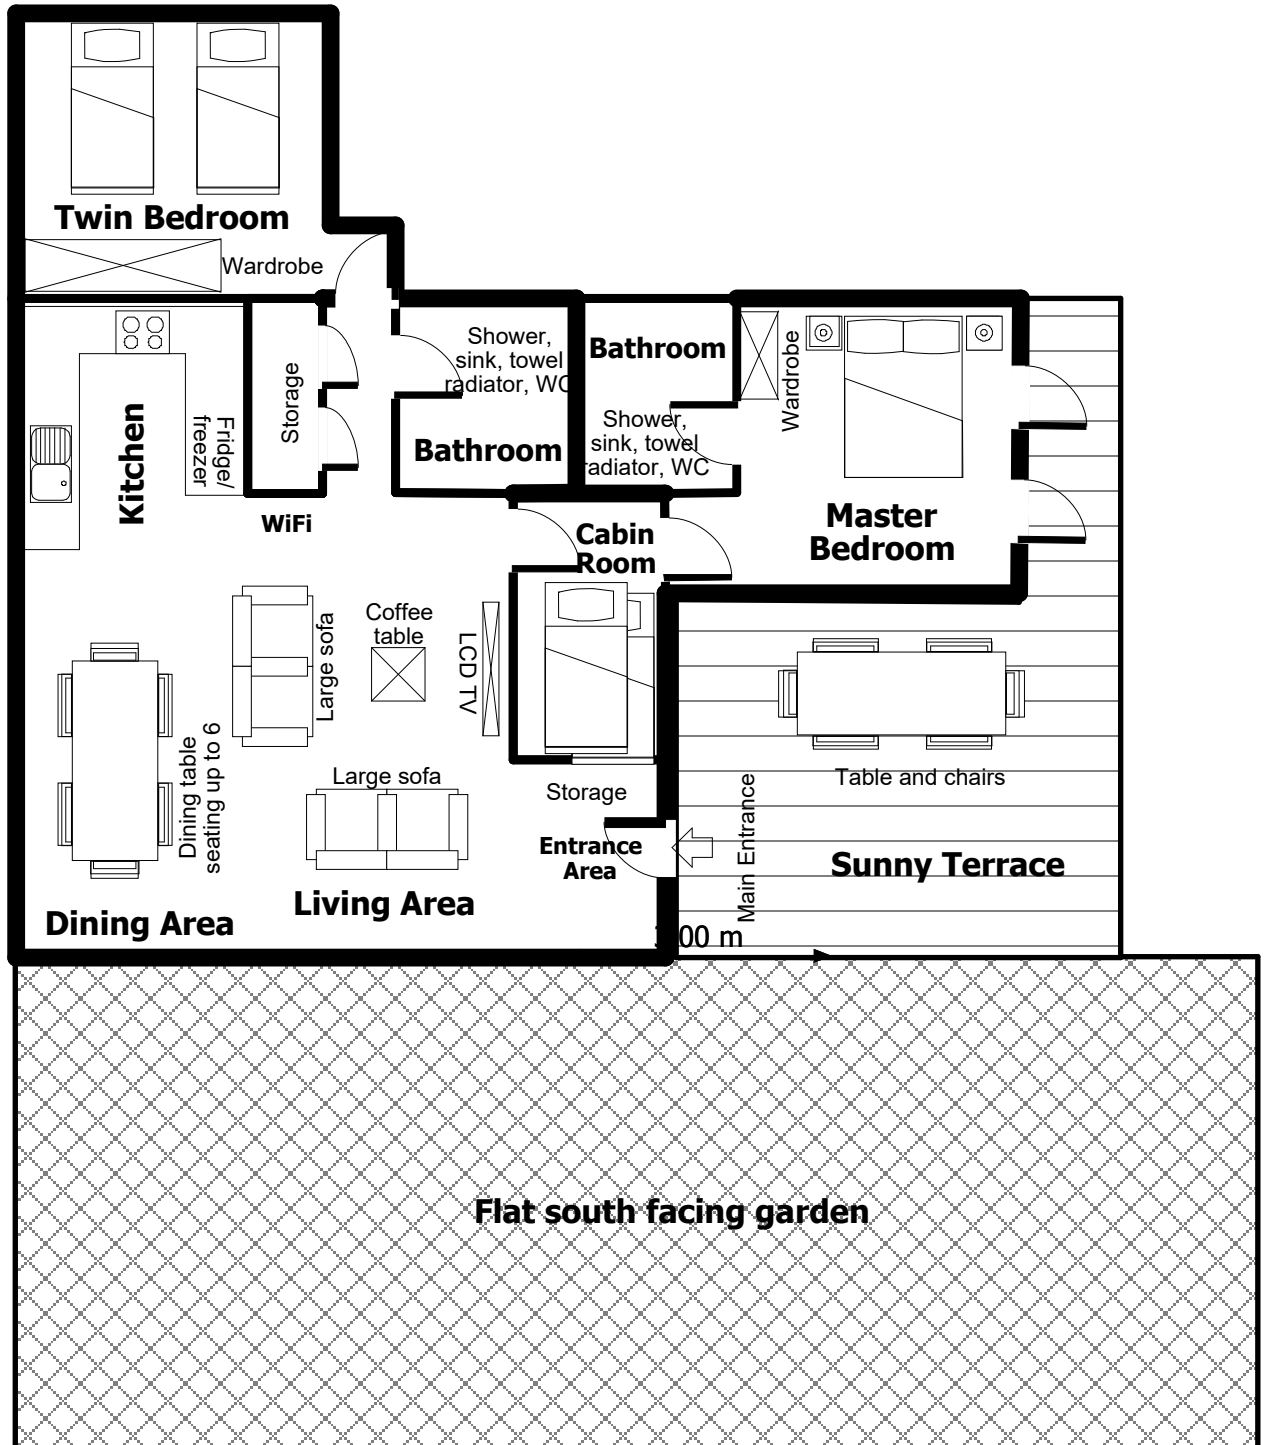 Twin Bedroom
Wardrobe
Shower,
sink, towel
radiator, WC
Bathroom
Bathroom
Shower,
sink, towel
radiator, WC
Wardrobe
Storage
Kitchen
Fridge/
freezer
WiFi
Master
Bedroom
Cabin
Room
Coffee
table
Large sofa
LCD TV
Dining table
seating up to 6
Large sofa
Storage
Table and chairs
Entrance
Area
Main Entrance
Sunny Terrace
Living Area
Dining Area
00 m
Flat south facing garden